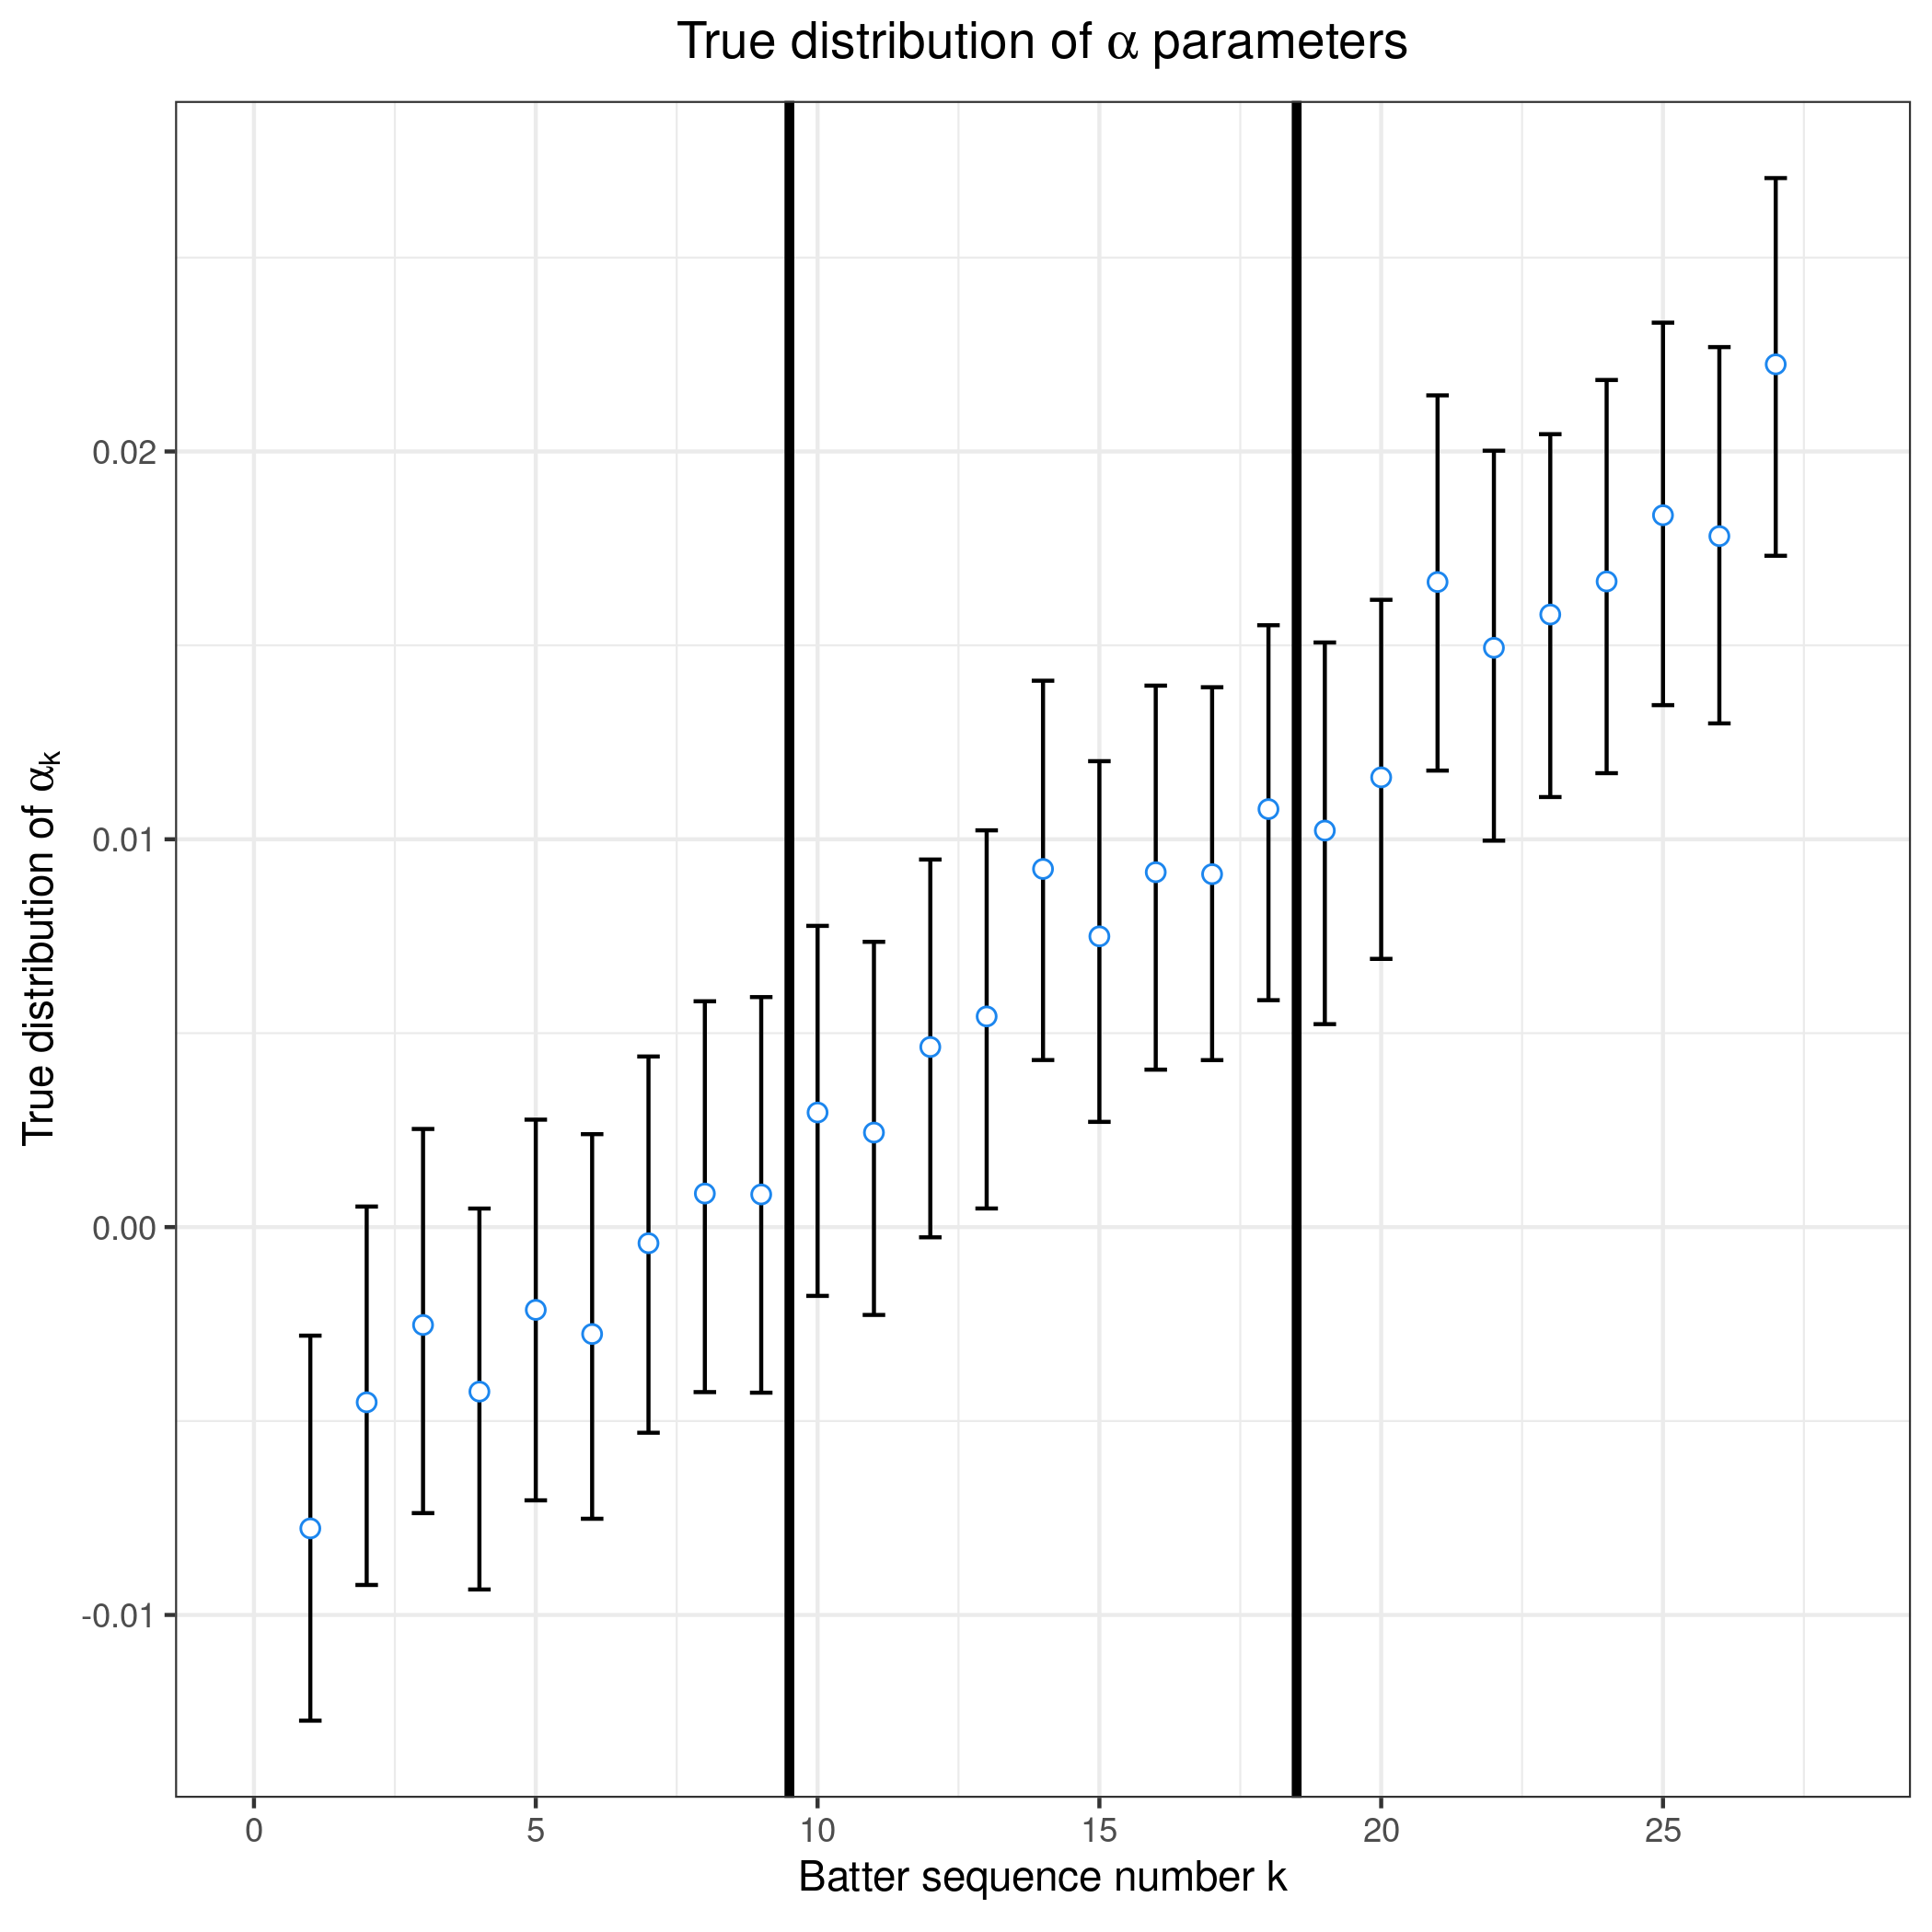 True distribution of α parameters
True distribution of αk
0.02
0.01
0.00
-0.01
0 5 10 15 20 25
Batter sequence number k